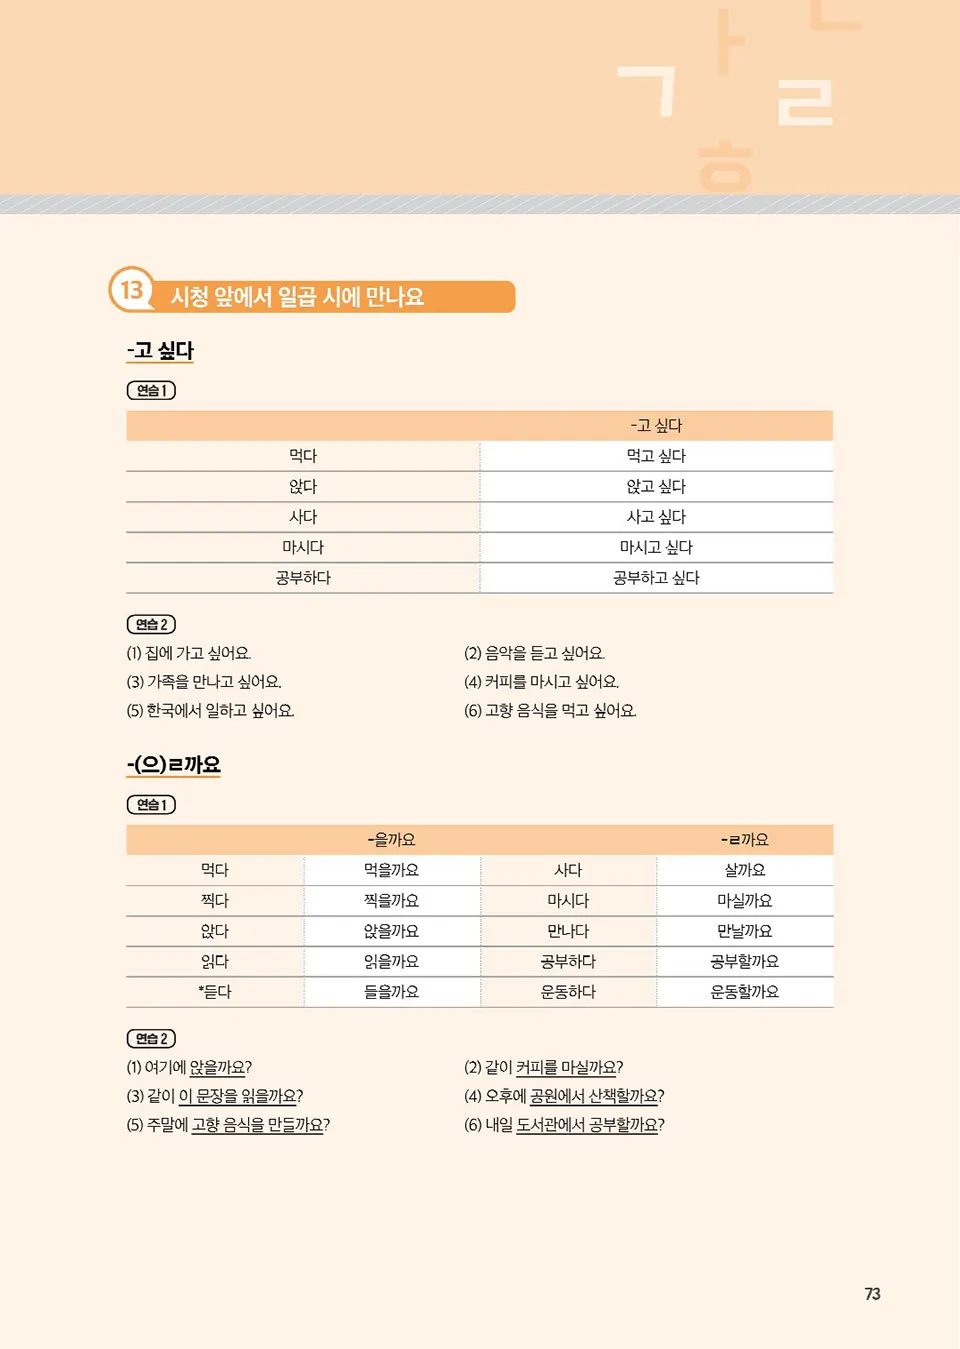 ㅏ
ㄴ
ㄱ
ㄹ
ㅎ
13 시청 앞에서 일곱 시에 만나요
-고 싶다
연습 1
-고 싶다
먹다 먹고 싶다
앉다 앉고 싶다
사다 사고 싶다
마시다 마시고 싶다
공부하다 공부하고 싶다
연습 2
(1) 집에 가고 싶어요. (2) 음악을 듣고 싶어요.
(3) 가족을 만나고 싶어요. (4) 커피를 마시고 싶어요.
(5) 한국에서 일하고 싶어요. (6) 고향 음식을 먹고 싶어요.
-(으)ㄹ까요
연습 1
-을까요 -ㄹ까요
먹다 먹을까요 사다 살까요
찍다 찍을까요 마시다 마실까요
앉다 앉을까요 만나다 만날까요
읽다 읽을까요 공부하다 공부할까요
*듣다 들을까요 운동하다 운동할까요
연습 2
(1) 여기에 앉을까요? (2) 같이 커피를 마실까요?
(3) 같이 이 문장을 읽을까요? (4) 오후에 공원에서 산책할까요?
(5) 주말에 고향 음식을 만들까요? (6) 내일 도서관에서 공부할까요?
73